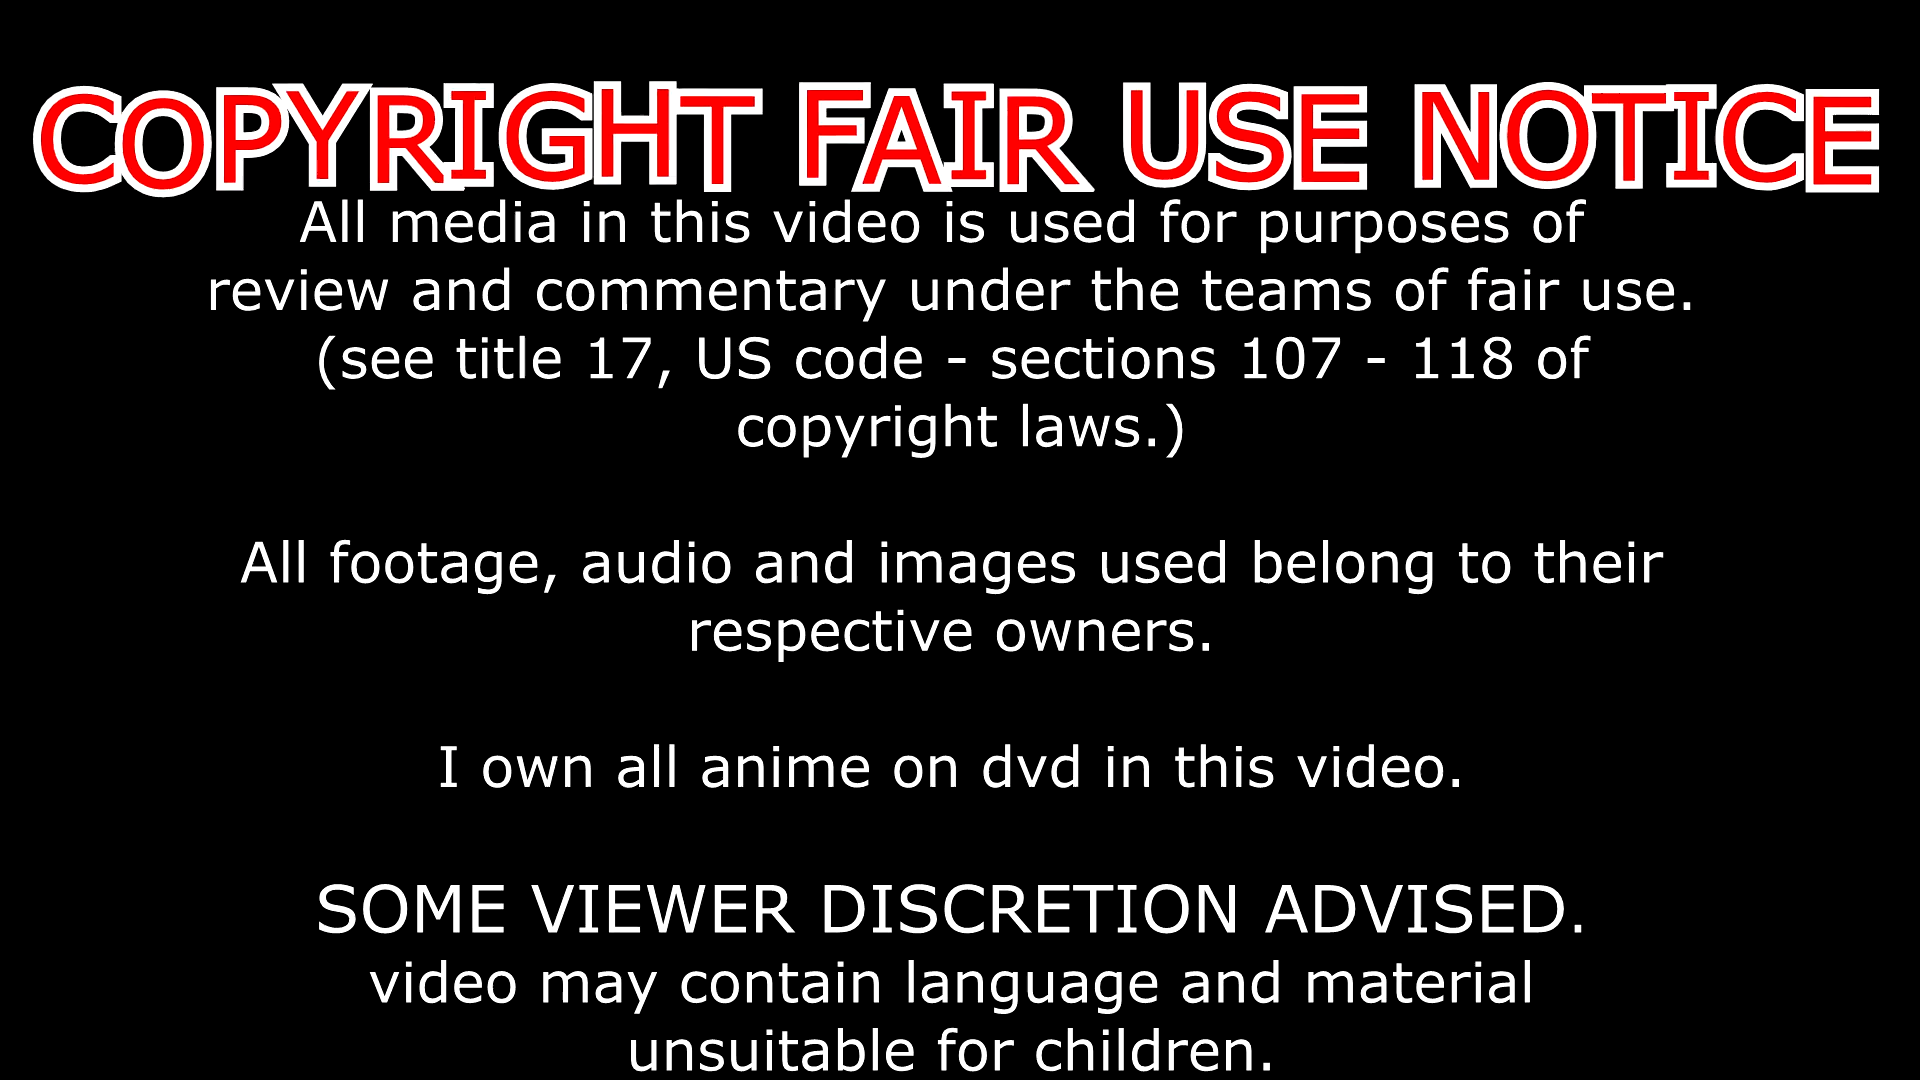 COPYRIGHT FAIR USE NOTICE
All media in this video is used for purposes of
review and commentary under the teams of fair use.
(see title 17, US code - sections 107 - 118 of
copyright laws.)
All footage, audio and images used belong to their
respective owners.
I own all anime on dvd in this video.
SOME VIEWER DISCRETION ADVISED.
video may contain language and material
unsuitable for children.